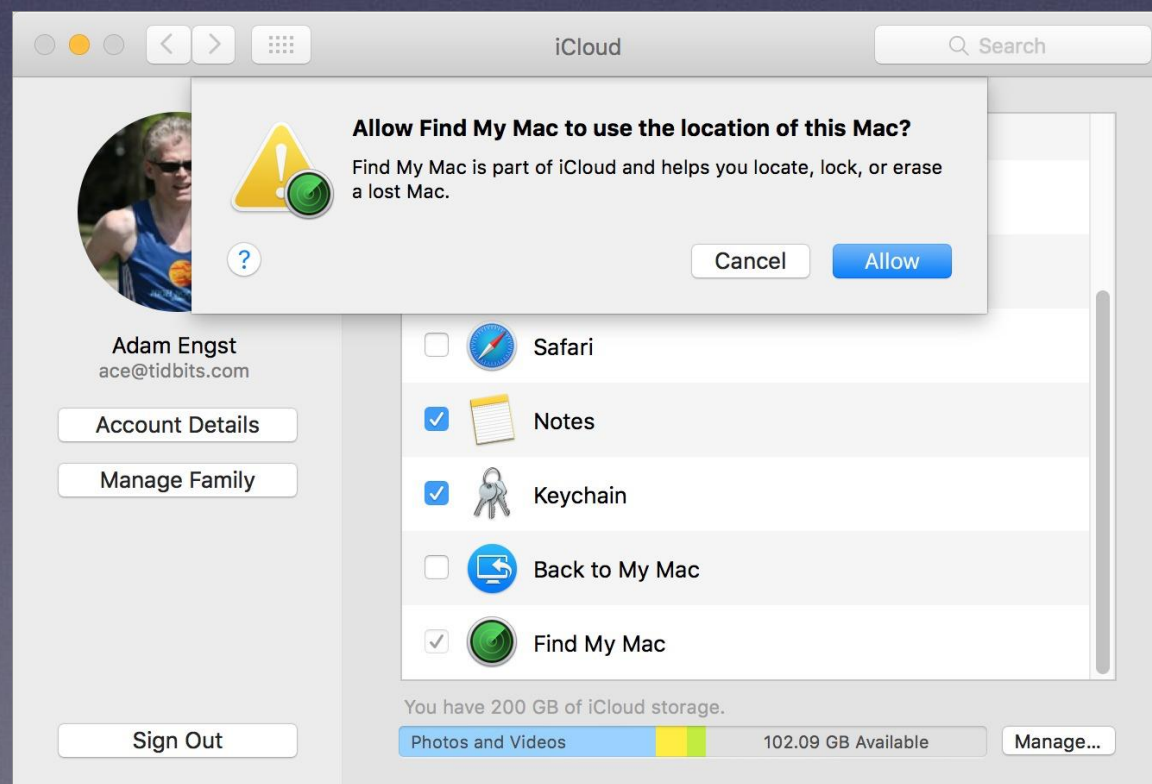 iCloud
Search
Allow Find My Mac to use the location of this Mac?
Find My Mac is part of iCloud and helps you locate, lock, or erase
a lost Mac.
?
Cancel
Allow
Adam Engst
ace@tidbits.com
Account Details
Manage Family
Sign Out
Safari
Notes
Keychain
Back to My Mac
Find My Mac
You have 200 GB of iCloud storage.
Photos and Videos
102.09 GB Available
Manage...